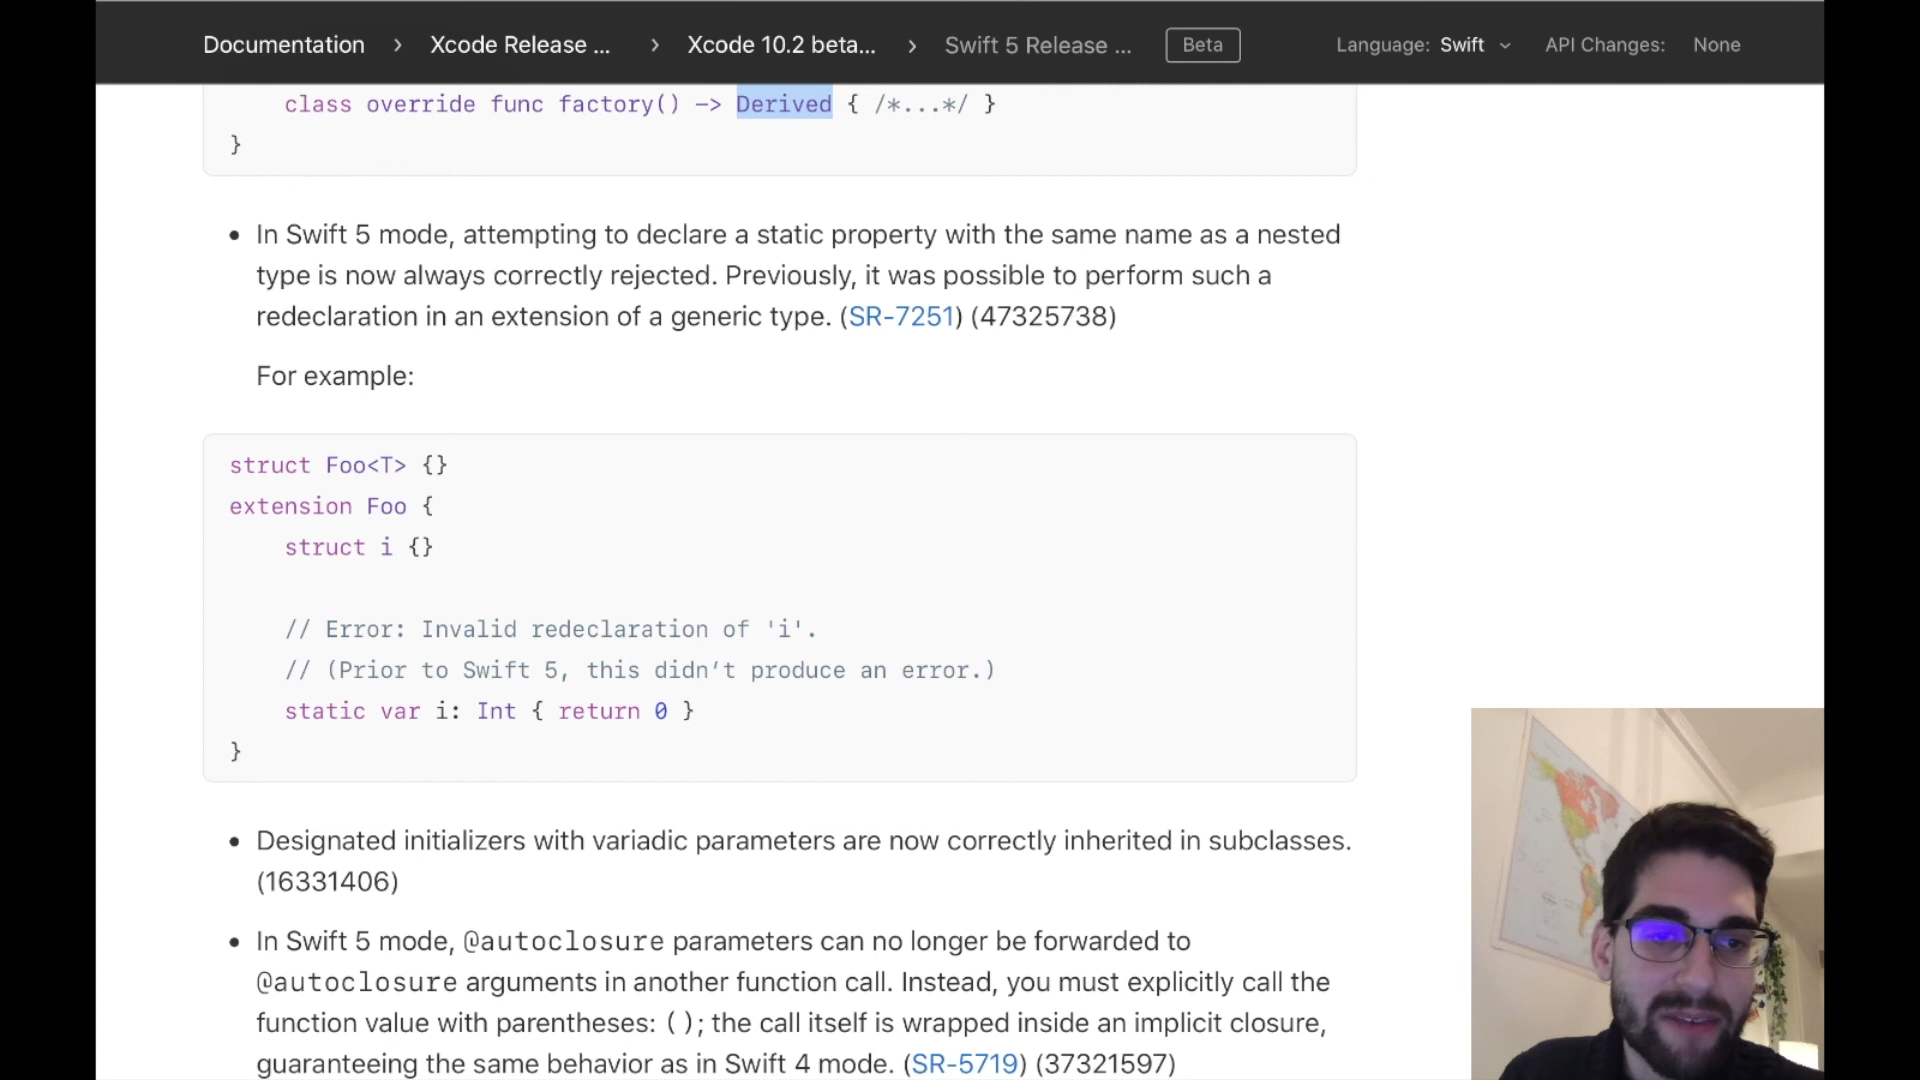 Documentation > Xcode Release ... > Xcode 10.2 beta... > Swift 5 Release ... Beta Language: Swift API Changes: None
class override func factory() -> Derived { /*...*/ }
}
• In Swift 5 mode, attempting to declare a static property with the same name as a nested
type is now always correctly rejected. Previously, it was possible to perform such a
redeclaration in an extension of a generic type. (SR-7251) (47325738)
For example:
struct Foo<T> {}
extension Foo {
struct i {}
// Error: Invalid redeclaration of 'i'.
// (Prior to Swift 5, this didn’t produce an error.)
static var i: Int { return 0 }
}
• Designated initializers with variadic parameters are now correctly inherited in subclasses.
(16331406)
• In Swift 5 mode, @autoclosure parameters can no longer be forwarded to
@autoclosure arguments in another function call. Instead, you must explicitly call the
function value with parentheses: (); the call itself is wrapped inside an implicit closure,
guaranteeing the same behavior as in Swift 4 mode. (SR-5719) (37321597)